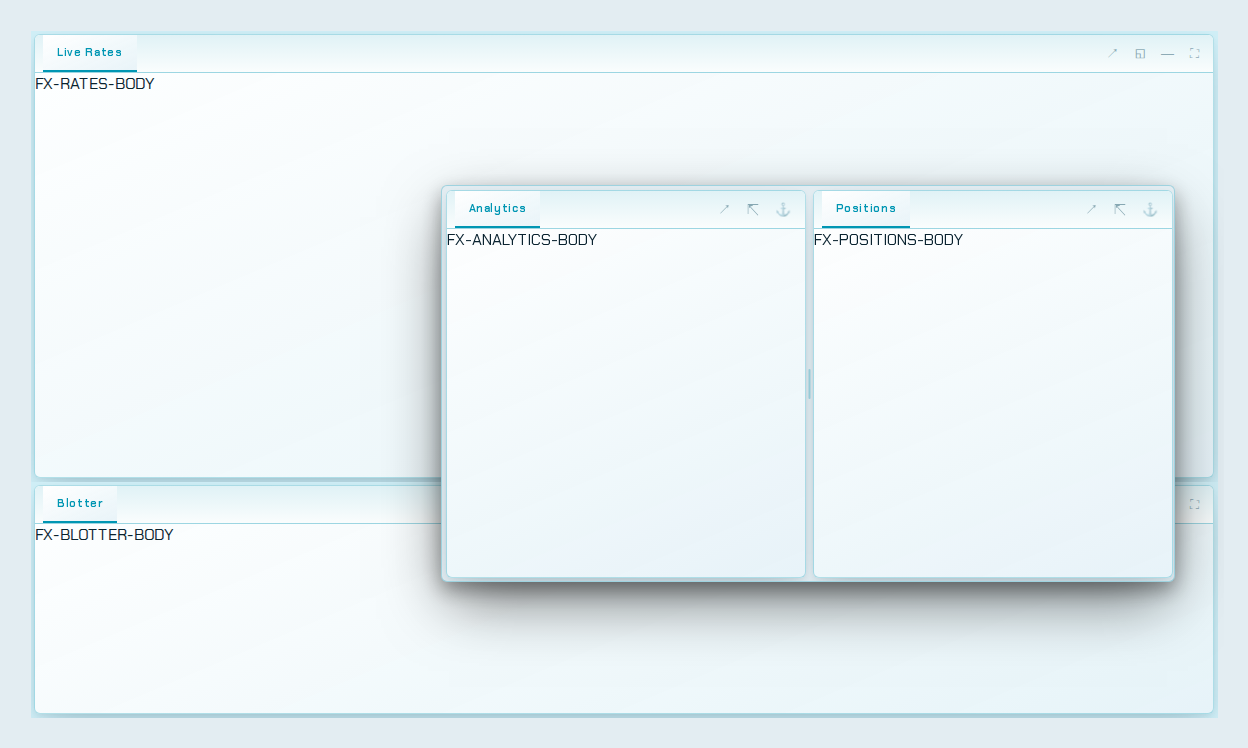 Live Rates
FX-RATES-BODY
Analytics
Positions
FX-ANALYTICS-BODY
FX-POSITIONS-BODY
Blotter
FX-BLOTTER-BODY